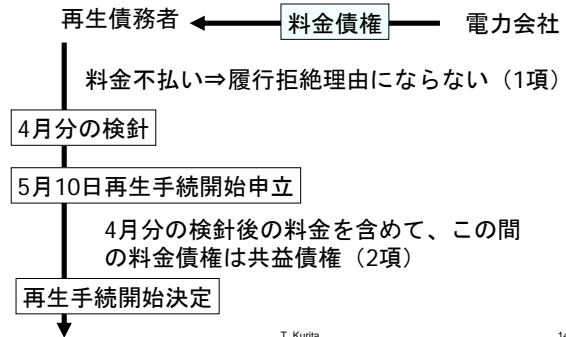 再生債務者 料金債権 電力会社
料金不払い⇒履行拒絶理由にならない（1項）
4月分の検針
5月10日再生手続開始申立
4月分の検針後の料金を含めて、この間
の料金債権は共益債権（2項）
再生手続開始決定
T. Kurita 14